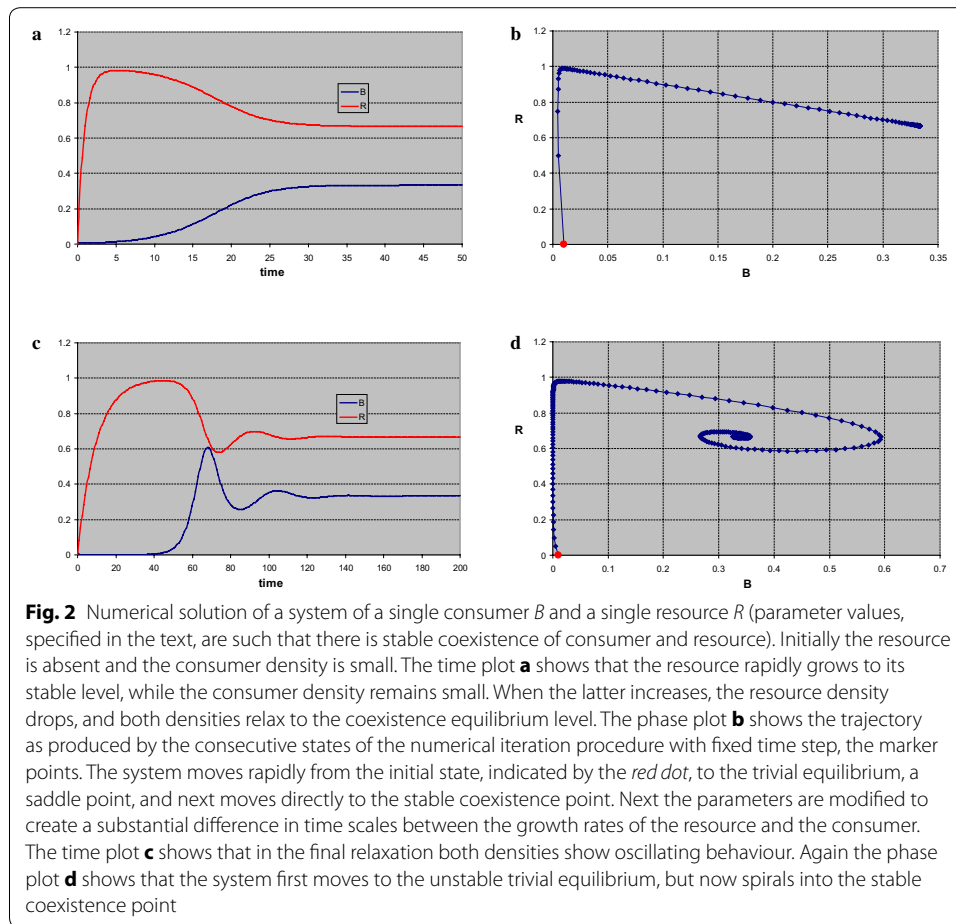 a
1.2
1
0.8
0.6
0.4
0.2
0
B
R
0 5 10 15 20 25 30 35 40 45 50
time
b
1.2
1
0.8
R
0.6
0.4
0.2
0
0 0.05 0.1 0.15 0.2 0.25 0.3 0.35
B
c
1.2
1
0.8
0.6
0.4
0.2
0
B
R
0 20 40 60 80 100 120 140 160 180 200
time
d
1.2
1
0.8
R
0.6
0.4
0.2
0
0 0.1 0.2 0.3 0.4 0.5 0.6 0.7
B
Fig. 2 Numerical solution of a system of a single consumer B and a single resource R (parameter values,
specified in the text, are such that there is stable coexistence of consumer and resource). Initially the resource
is absent and the consumer density is small. The time plot a shows that the resource rapidly grows to its
stable level, while the consumer density remains small. When the latter increases, the resource density
drops, and both densities relax to the coexistence equilibrium level. The phase plot b shows the trajectory
as produced by the consecutive states of the numerical iteration procedure with fixed time step, the marker
points. The system moves rapidly from the initial state, indicated by the red dot, to the trivial equilibrium, a
saddle point, and next moves directly to the stable coexistence point. Next the parameters are modified to
create a substantial difference in time scales between the growth rates of the resource and the consumer.
The time plot c shows that in the final relaxation both densities show oscillating behaviour. Again the phase
plot d shows that the system first moves to the unstable trivial equilibrium, but now spirals into the stable
coexistence point